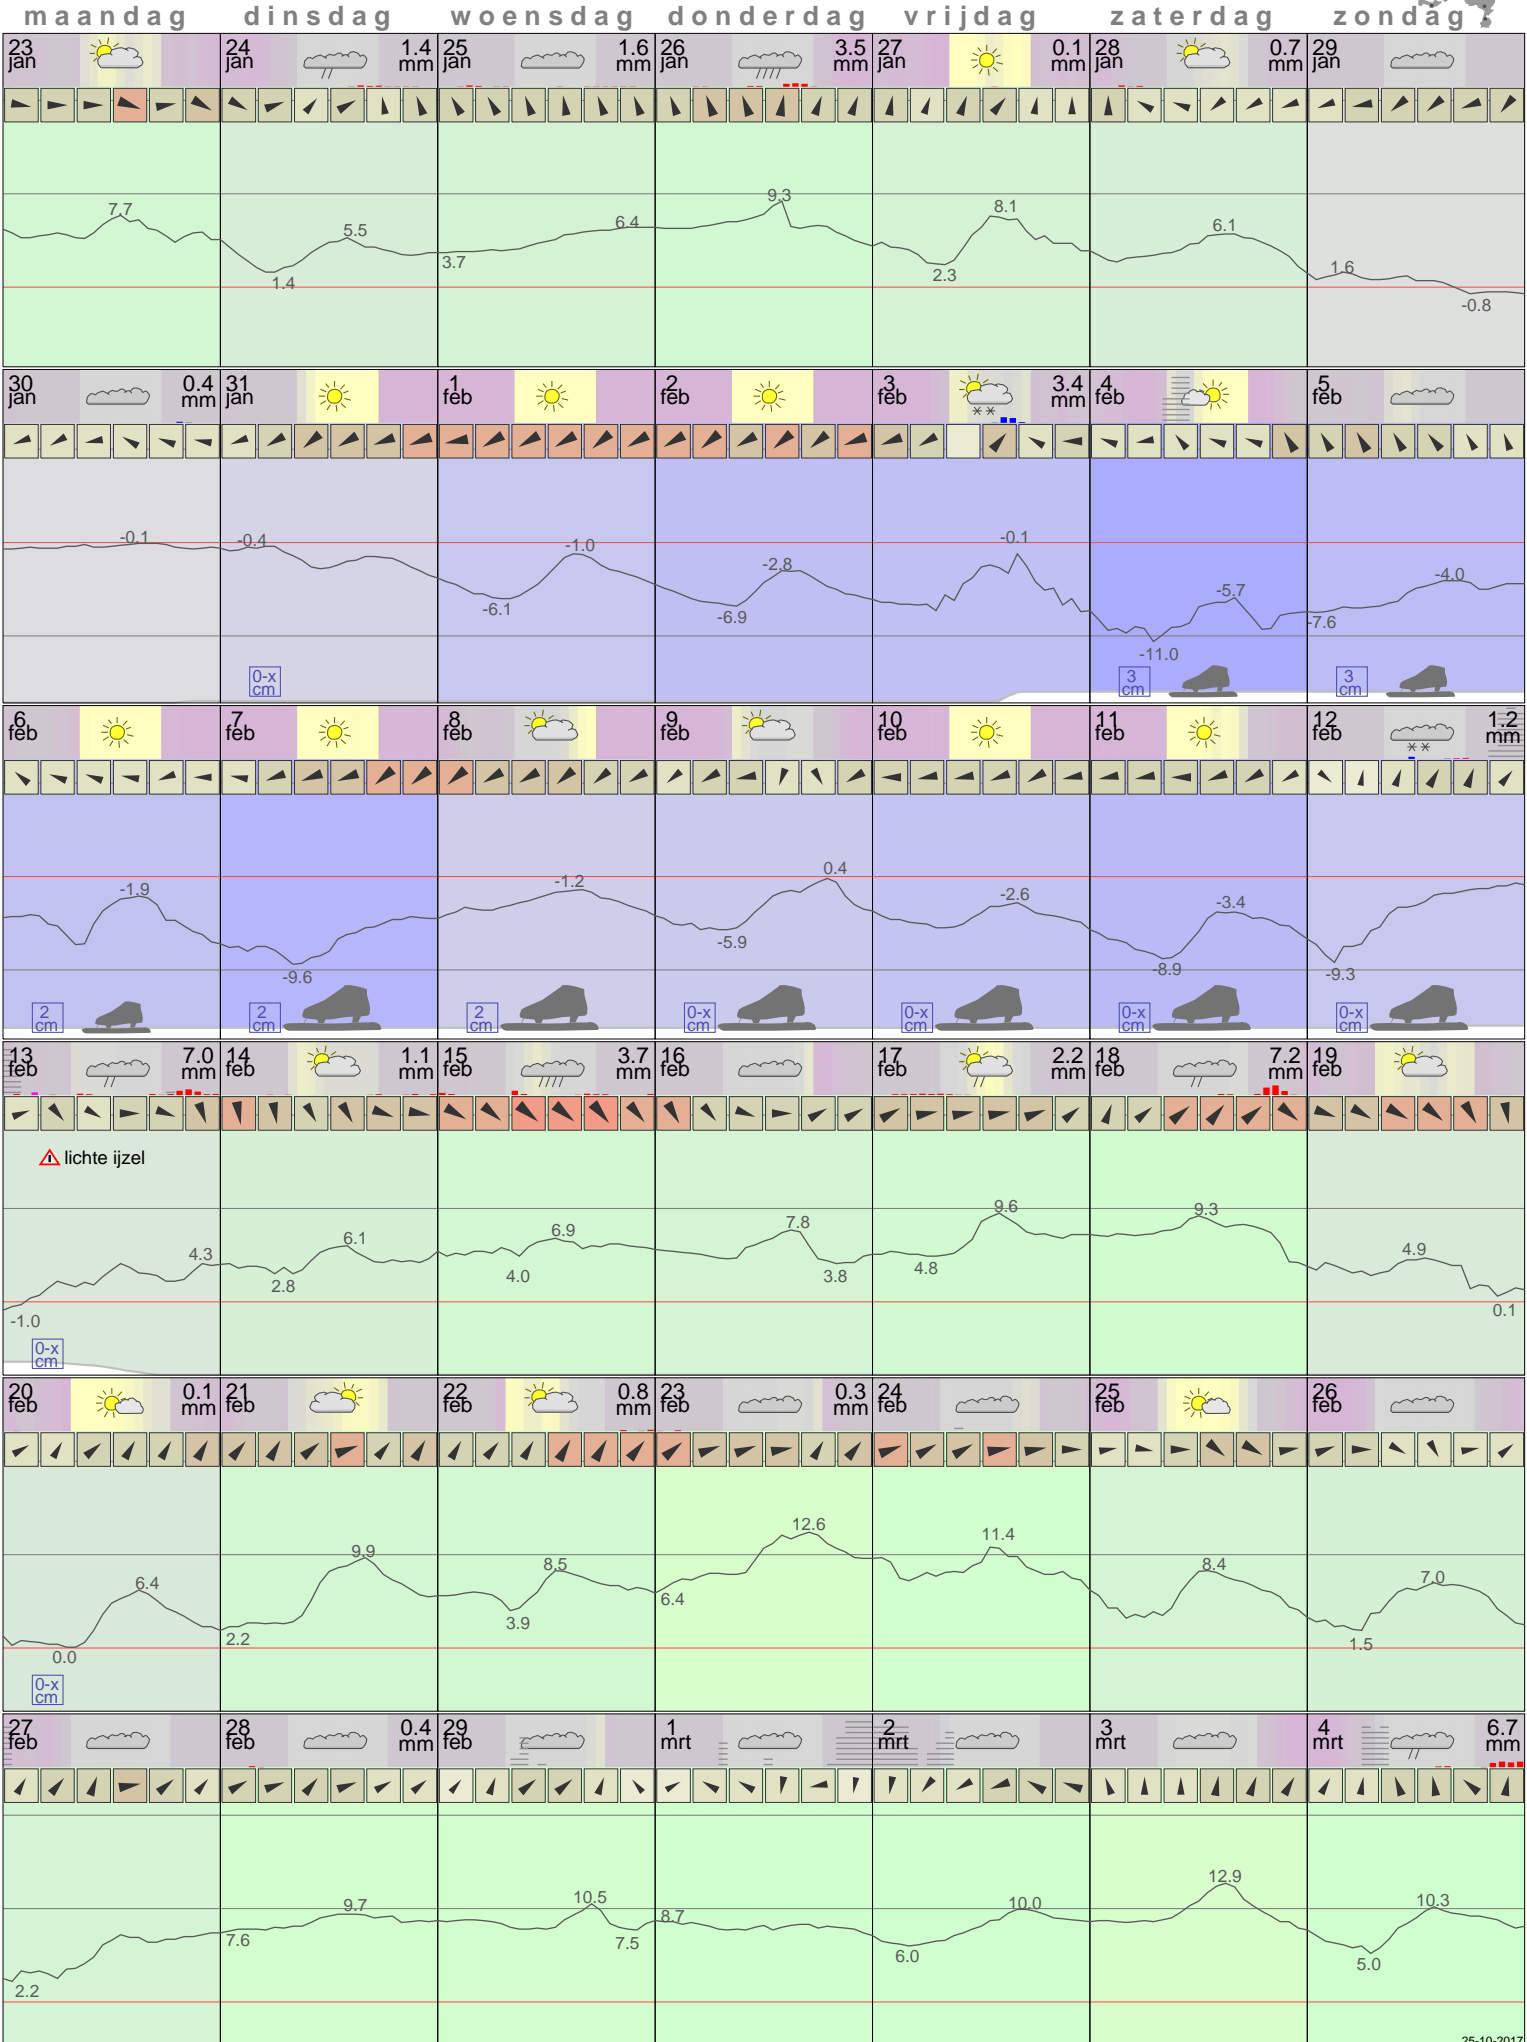 maandag dinsdag woensdag donderdag vrijdag zaterdag zondag
23 jan
24 jan 1.4 mm
25 jan 1.6 mm
26 jan 3.5 mm
27 jan 0.1 mm
28 jan 0.7 mm
29 jan
7.7 1.4 5.5 3.7 6.4 9.3 2.3 8.1 6.1 1.6 -0.8
30 jan 0.4 mm
31 jan
1 feb
2 feb
3 feb 3.4 mm
4 feb
5 feb
-0.1 -0.4 -6.1 -1.0 -6.9 -2.8 -0.1 -11.0 -5.7 -7.6 -4.0
0-x cm
3 cm
3 cm
6 feb
7 feb
8 feb
9 feb
10 feb
11 feb
12 feb 1.2 mm
-1.9 -9.6 -1.2 -5.9 0.4 -2.6 -8.9 -3.4 -9.3
2 cm
2 cm
2 cm
0-x cm
0-x cm
0-x cm
0-x cm
13 feb 7.0 mm
14 feb 1.1 mm
15 feb 3.7 mm
16 feb
17 feb 2.2 mm
18 feb 7.2 mm
19 feb
lichte ijzel
-1.0 4.3 2.8 6.1 4.0 6.9 7.8 3.8 4.8 9.6 9.3 4.9 0.1
0-x cm
20 feb 0.1 mm
21 feb
22 feb 0.8 mm
23 feb 0.3 mm
24 feb
25 feb
26 feb
0.0 6.4 2.2 9.9 3.9 8.5 6.4 12.6 11.4 8.4 1.5 7.0
0-x cm
27 feb
28 feb 0.4 mm
29 feb
1 mrt
2 mrt
3 mrt
4 mrt 6.7 mm
2.2 7.6 9.7 10.5 7.5 8.7 6.0 10.0 12.9 5.0 10.3
25-10-2017